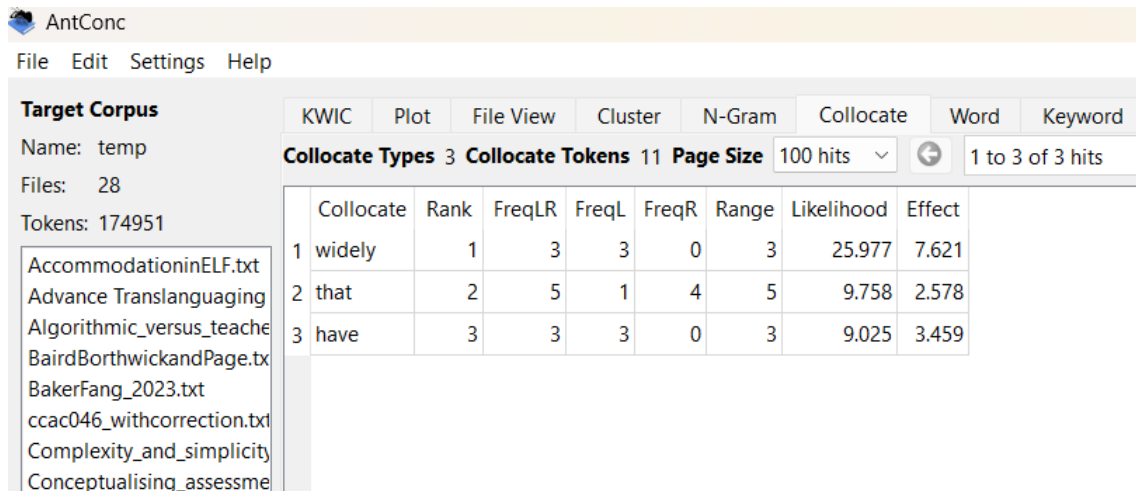 AntConc
File Edit Settings Help
Target Corpus
Name: temp
Files: 28
Tokens: 174951
AccommodationinELF.txt
Advance Translanguaging
Algorithmic_versus_teache
BairdBorthwickandPage.tx
BakerFang_2023.txt
ccac046_withcorrection.txt
Complexity_and_simplicity
Conceptualising_assessme
KWIC Plot File View Cluster N-Gram Collocate Word Keyword
Collocate Types 3 Collocate Tokens 11 Page Size 100 hits 1 to 3 of 3 hits
Collocate Rank FreqLR FreqL FreqR Range Likelihood Effect
1 widely 1 3 3 0 3 25.977 7.621
2 that 2 5 1 4 5 9.758 2.578
3 have 3 3 3 0 3 9.025 3.459